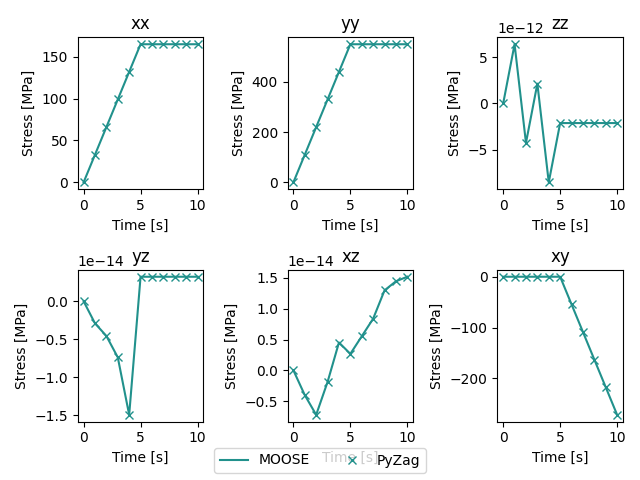 xx
Stress [MPa]
150
100
50
0
0 5 10
Time [s]
yy
Stress [MPa]
400
200
0
0 5 10
Time [s]
1e−12
zz
Stress [MPa]
5
0
−5
0 5 10
Time [s]
1e−14
yz
Stress [MPa]
0.0
−0.5
−1.0
−1.5
0 5 10
Time [s]
1e−14
xz
Stress [MPa]
1.5
1.0
0.5
0.0
−0.5
0 5 10
Time [s]
xy
Stress [MPa]
0
−100
−200
0 5 10
Time [s]
MOOSE PyZag